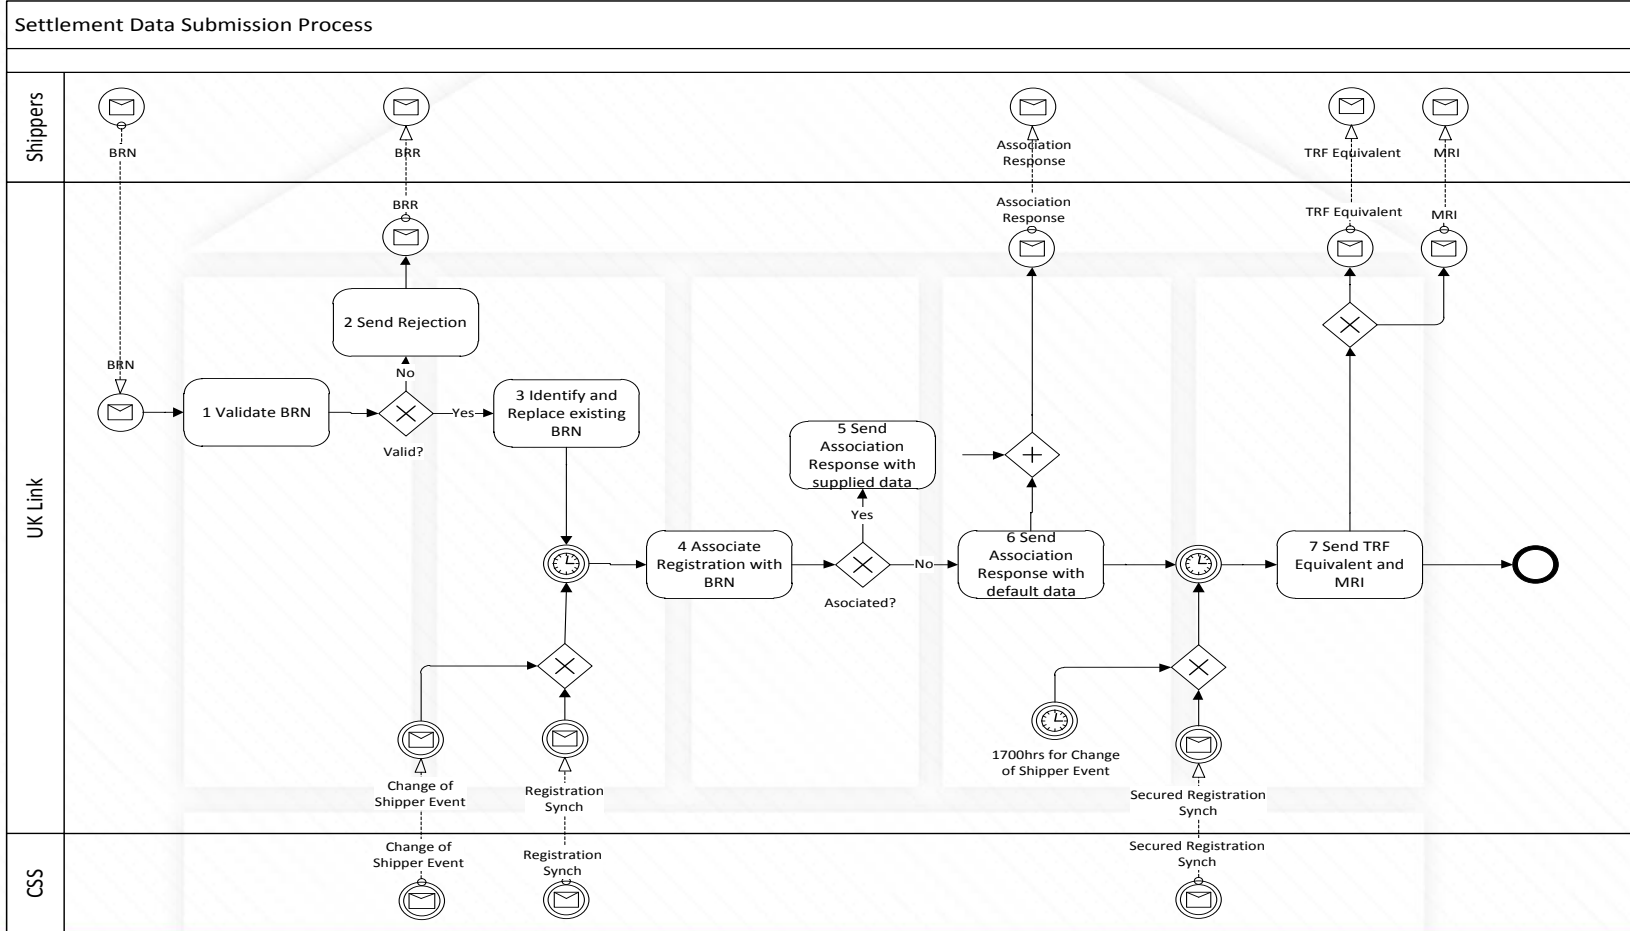 Settlement Data Submission Process
Shippers
BRN
BRR
Association
Response
TRF Equivalent
MRI
UK Link
BRR
Association
Response
TRF Equivalent
MRI
2 Send Rejection
BRN
No
1 Validate BRN
Valid?
Yes
3 Identify and
Replace existing
BRN
5 Send
Association
Response with
supplied data
Yes
4 Associate
Registration with
BRN
Asociated?
No
6 Send
Association
Response with
default data
7 Send TRF
Equivalent and
MRI
1700hrs for Change
of Shipper Event
Change of
Shipper Event
Registration
Synch
Secured Registration
Synch
CSS
Change of
Shipper Event
Registration
Synch
Secured Registration
Synch